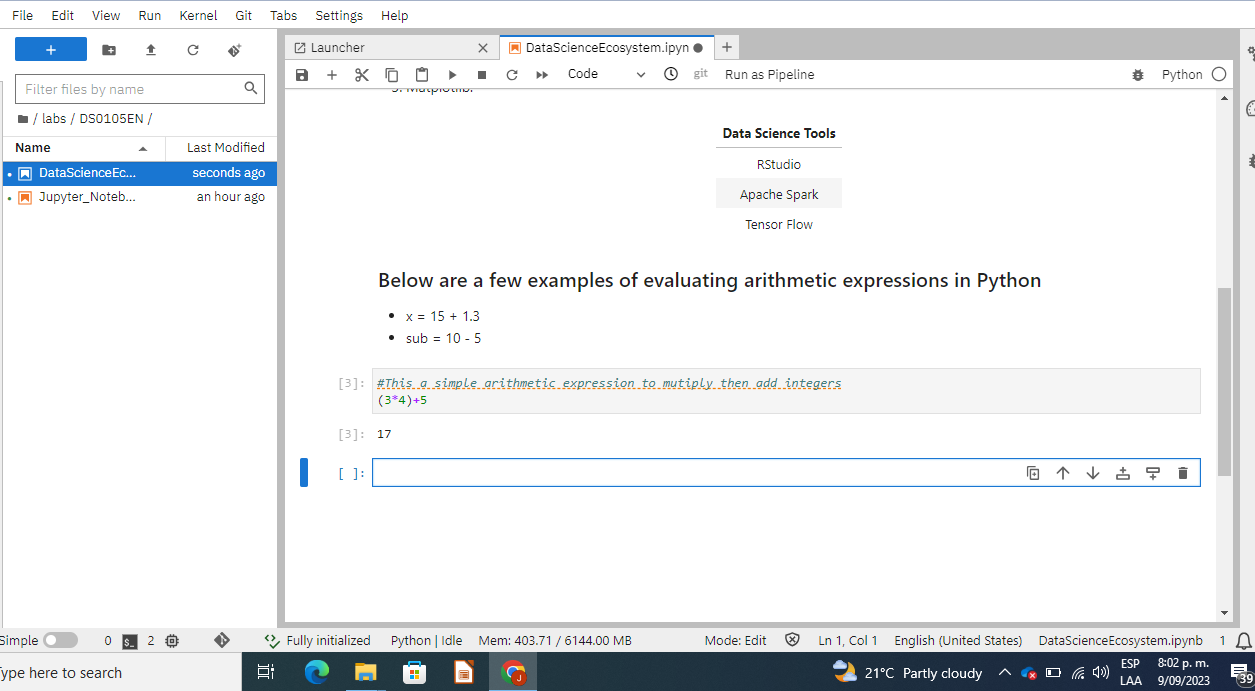 File Edit View Run Kernel Git Tabs Settings Help
Launcher
DataScienceEcosystem.ipyn
Filter files by name
Code
git
Run as Pipeline
Python
/ labs / DS0105EN /
Name Last Modified
DataScienceEc... seconds ago
Jupyter_Noteb... an hour ago
Data Science Tools
RStudio
Apache Spark
Tensor Flow
Below are a few examples of evaluating arithmetic expressions in Python
x = 15 + 1.3
sub = 10 - 5
[3]: #This a simple arithmetic expression to mutiply then add integers
(3*4)+5
[3]: 17
[ ]:
Simple 0 $_ 2 Fully initialized Python | Idle Mem: 403.71 / 6144.00 MB Mode: Edit Ln 1, Col 1 English (United States) DataScienceEcosystem.ipynb 1
ype here to search
21°C Partly cloudy
ESP
LAA
8:02 p. m.
9/09/2023
39